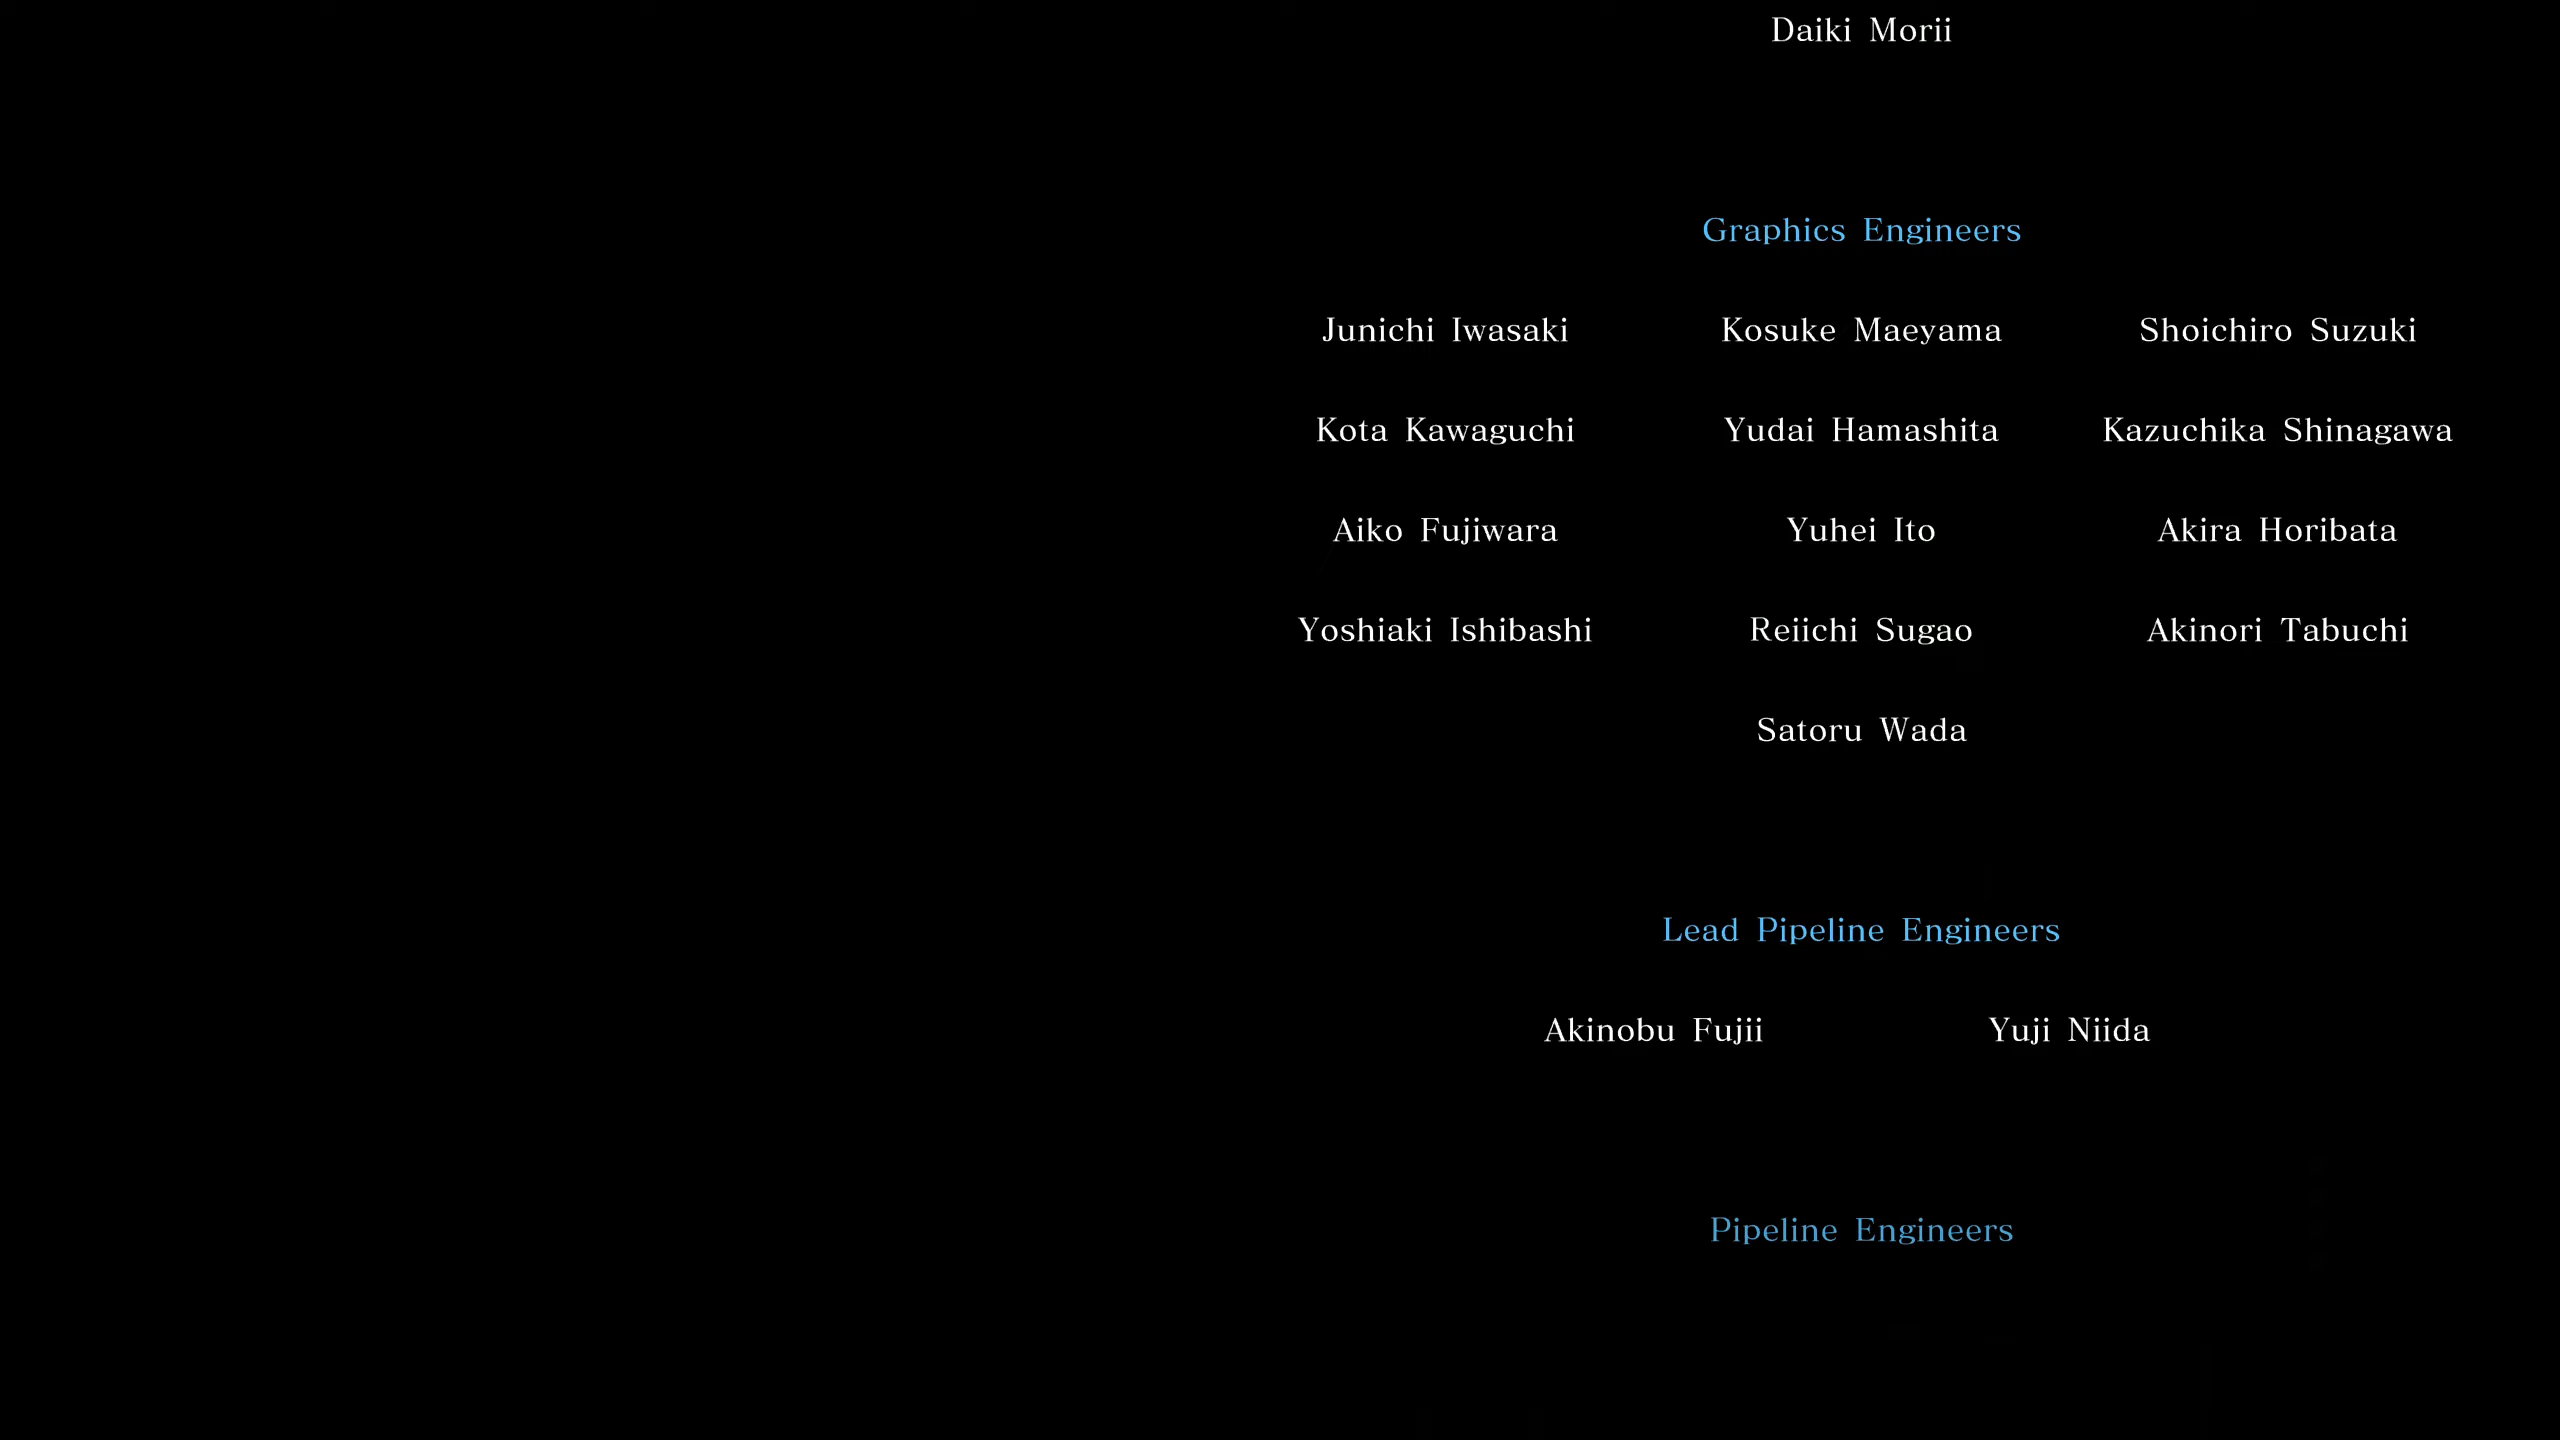 Daiki Morii
Graphics Engineers
Junichi Iwasaki Kosuke Maeyama Shoichiro Suzuki
Kota Kawaguchi Yudai Hamashita Kazuchika Shinagawa
Aiko Fujiwara Yuhei Ito Akira Horibata
Yoshiaki Ishibashi Reiichi Sugao Akinori Tabuchi
Satoru Wada
Lead Pipeline Engineers
Akinobu Fujii Yuji Niida
Pipeline Engineers